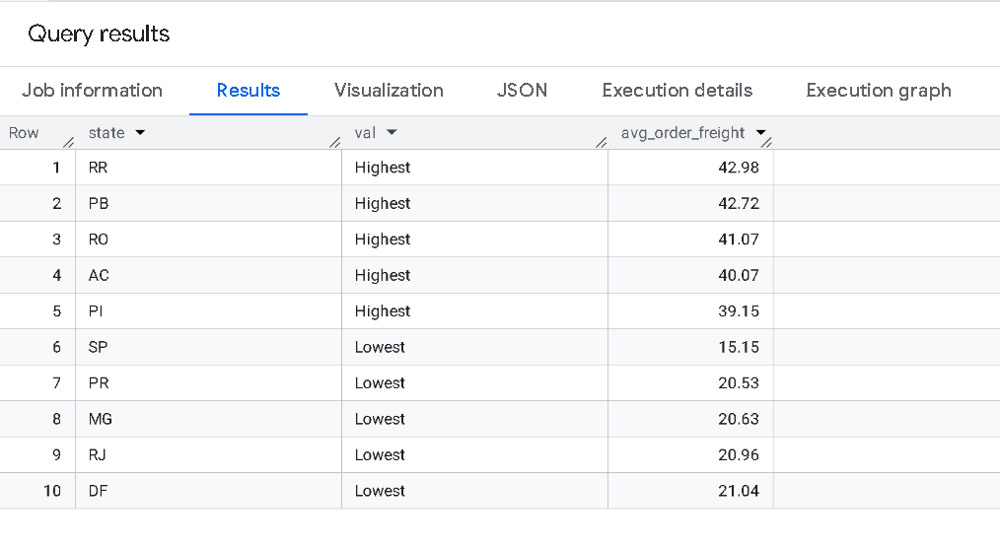 Query results
Job information Results Visualization JSON Execution details Execution graph
Row state val avg_order_freight
1 RR Highest 42.98
2 PB Highest 42.72
3 RO Highest 41.07
4 AC Highest 40.07
5 PI Highest 39.15
6 SP Lowest 15.15
7 PR Lowest 20.53
8 MG Lowest 20.63
9 RJ Lowest 20.96
10 DF Lowest 21.04